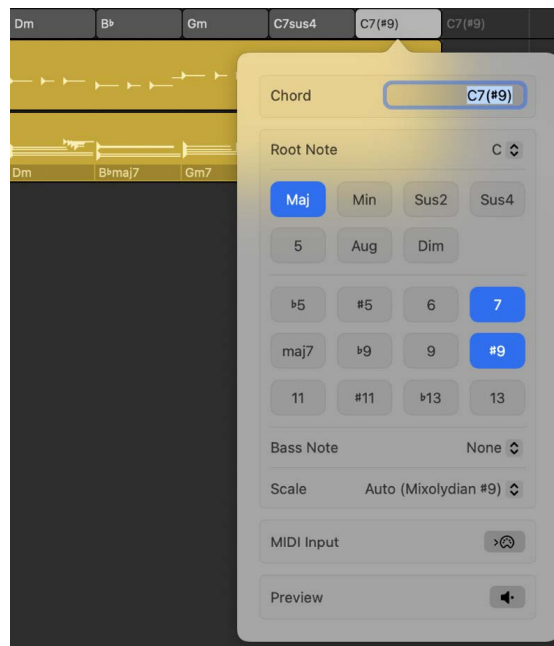 Dm B♭ Gm C7sus4 C7(#9) C7(#9)
Chord C7(#9)
Root Note C
Maj Min Sus2 Sus4
5 Aug Dim
♭5 #5 6 7
maj7 ♭9 9 #9
11 #11 ♭13 13
Dm B♭maj7 Gm7
Bass Note None
Scale Auto (Mixolydian #9)
MIDI Input
Preview